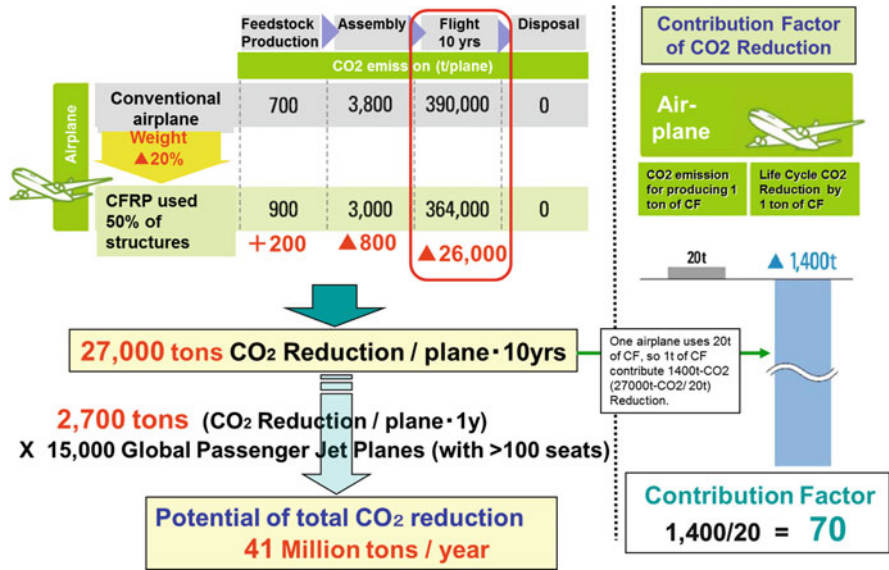 Feedstock Production
Assembly
Flight
10 yrs
Disposal
CO2 emission (t/plane)
Airplane
Conventional
airplane
700
3,800
390,000
0
Weight
▲20%
CFRP used
50% of
structures
900
3,000
364,000
0
+200
▲800
▲26,000
27,000 tons CO₂ Reduction / plane・10yrs
2,700 tons (CO₂ Reduction / plane・1y)
X 15,000 Global Passenger Jet Planes (with >100 seats)
Potential of total CO₂ reduction
41 Million tons / year
Contribution Factor
of CO2 Reduction
Air-
plane
CO2 emission
for producing 1
ton of CF
Life Cycle CO2
Reduction by
1 ton of CF
20t
▲ 1,400t
One airplane uses 20t
of CF, so 1t of CF
contribute 1400t-CO2
(27000t-CO2/ 20t)
Reduction.
Contribution Factor
1,400/20 = 70